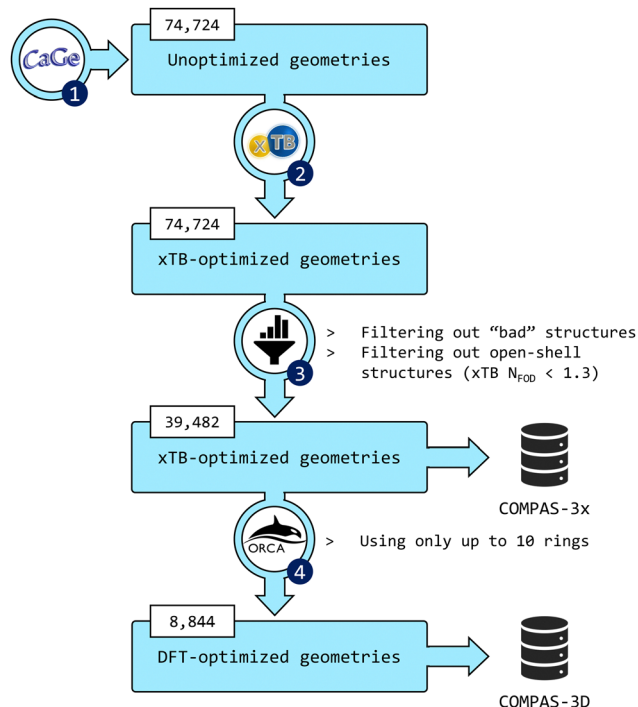 74,724
Unoptimized geometries
CaGe
1
xTB
2
74,724
xTB-optimized geometries
> Filtering out “bad” structures
> Filtering out open-shell
structures (xTB N_FOD < 1.3)
3
39,482
xTB-optimized geometries
COMPAS-3x
ORCA
> Using only up to 10 rings
4
8,844
DFT-optimized geometries
COMPAS-3D